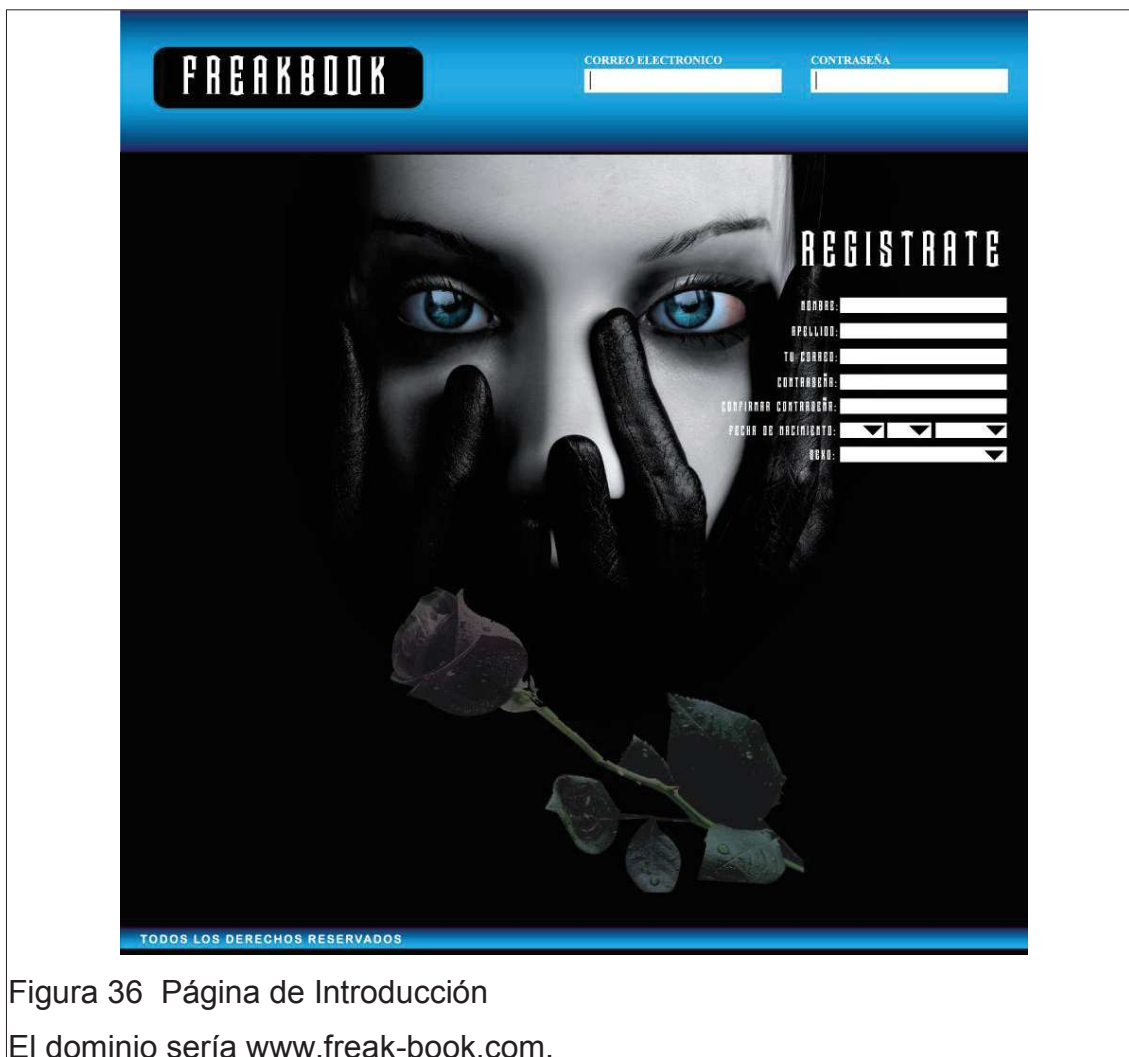 FREAKBOOK
CORREO ELECTRONICO
CONTRASEÑA
REGISTRATE
NOMBRE:
APELLIDO:
TU CORREO:
CONTRASEÑA:
CONFIRMAR CONTRASEÑA:
FECHA DE NACIMIENTO:
SEXO:
TODOS LOS DERECHOS RESERVADOS
Figura 36 Página de Introducción
El dominio sería www.freak-book.com.